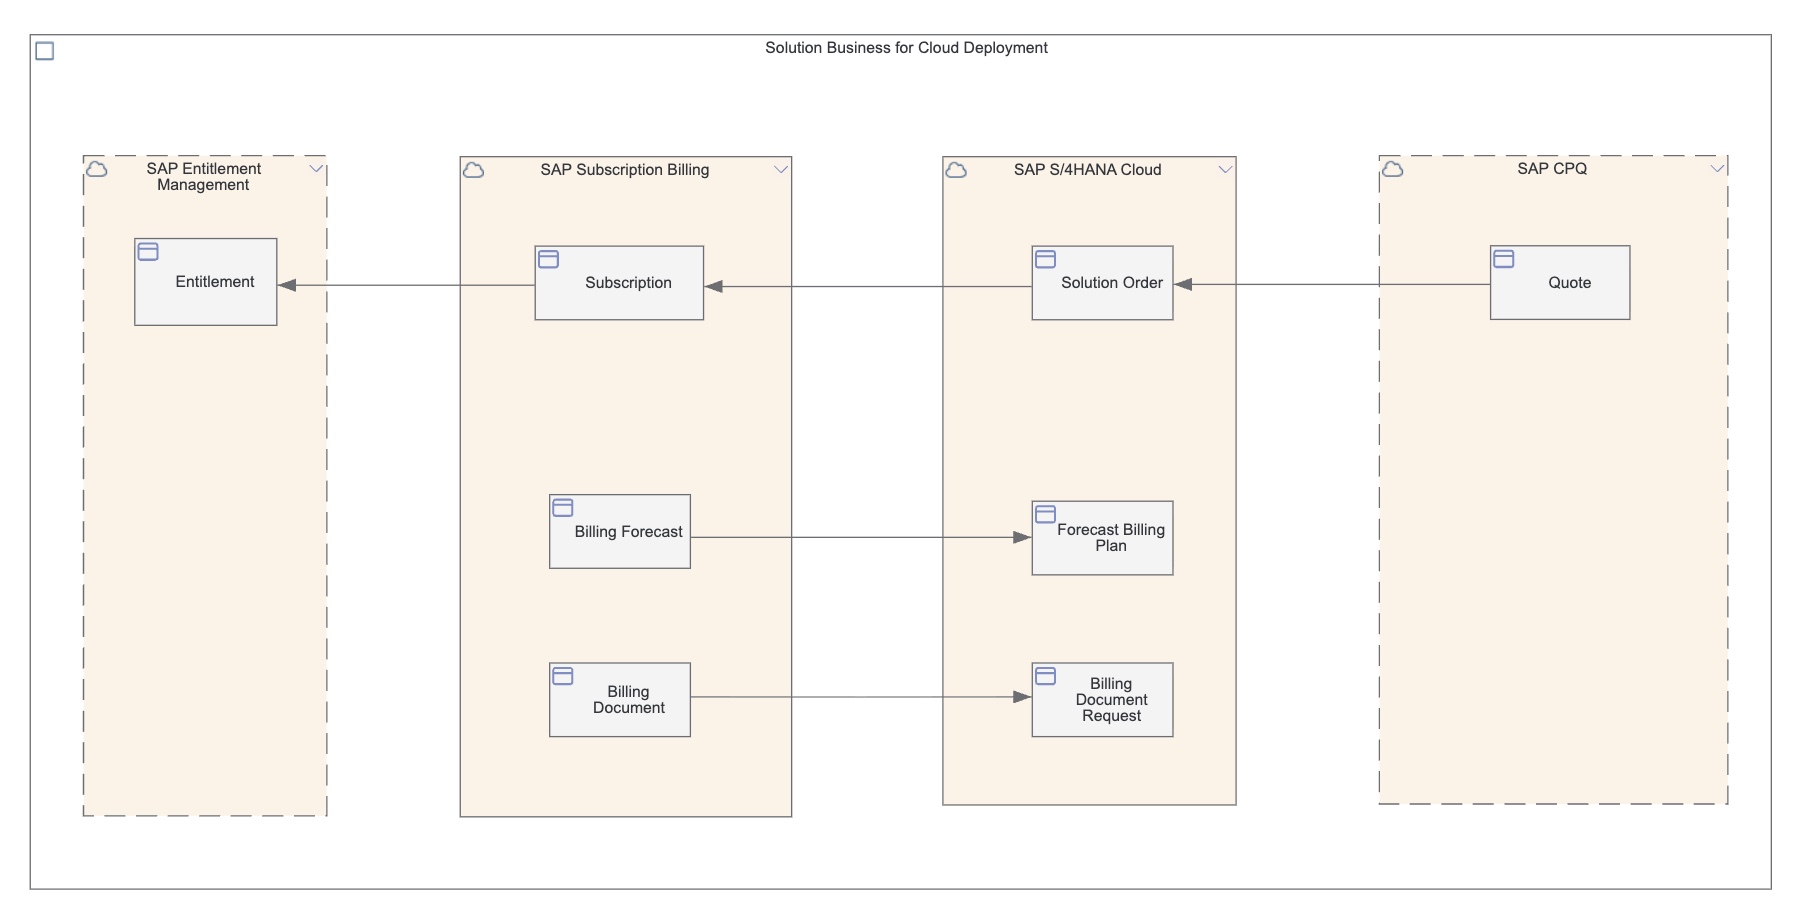 Solution Business for Cloud Deployment
SAP Entitlement
Management
Entitlement
SAP Subscription Billing
Subscription
Billing Forecast
Billing
Document
SAP S/4HANA Cloud
Solution Order
Forecast Billing
Plan
Billing
Document
Request
SAP CPQ
Quote